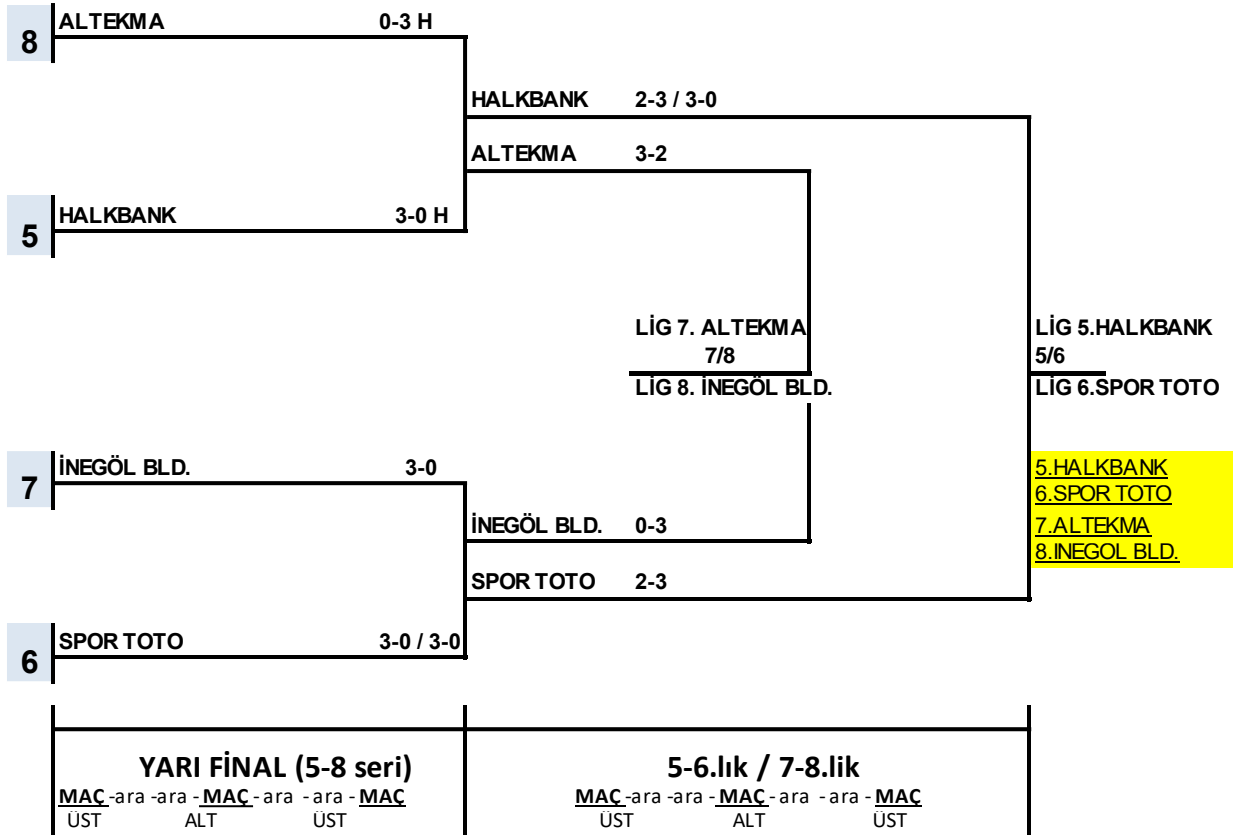 ALTEKMA 0-3 H
8
HALKBANK 2-3 / 3-0
ALTEKMA 3-2
HALKBANK 3-0 H
5
LİG 7. ALTEKMA
7/8
LİG 8. İNEGÖL BLD.
LİG 5.HALKBANK
5/6
LİG 6.SPOR TOTO
İNEGÖL BLD. 3-0
7
5.HALKBANK
6.SPOR TOTO
7.ALTEKMA
8.INEGOL BLD.
İNEGÖL BLD. 0-3
SPOR TOTO 2-3
SPOR TOTO 3-0 / 3-0
6
YARI FİNAL (5-8 seri)
MAÇ -ara -ara - MAÇ - ara - ara - MAÇ
ÜST ALT ÜST
5-6.lık / 7-8.lik
MAÇ -ara -ara - MAÇ - ara - ara - MAÇ
ÜST ALT ÜST